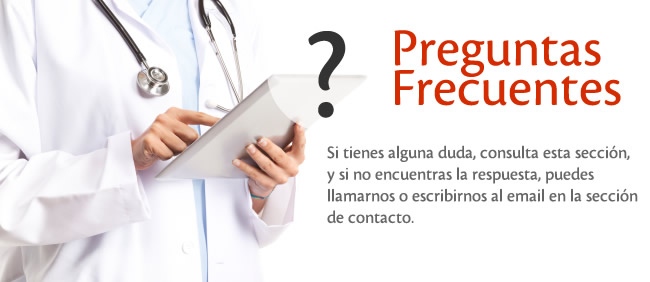 ?
Preguntas
Frecuentes
Si tienes alguna duda, consulta esta sección,
y si no encuentras la respuesta, puedes
llamarnos o escribirnos al email en la sección
de contacto.